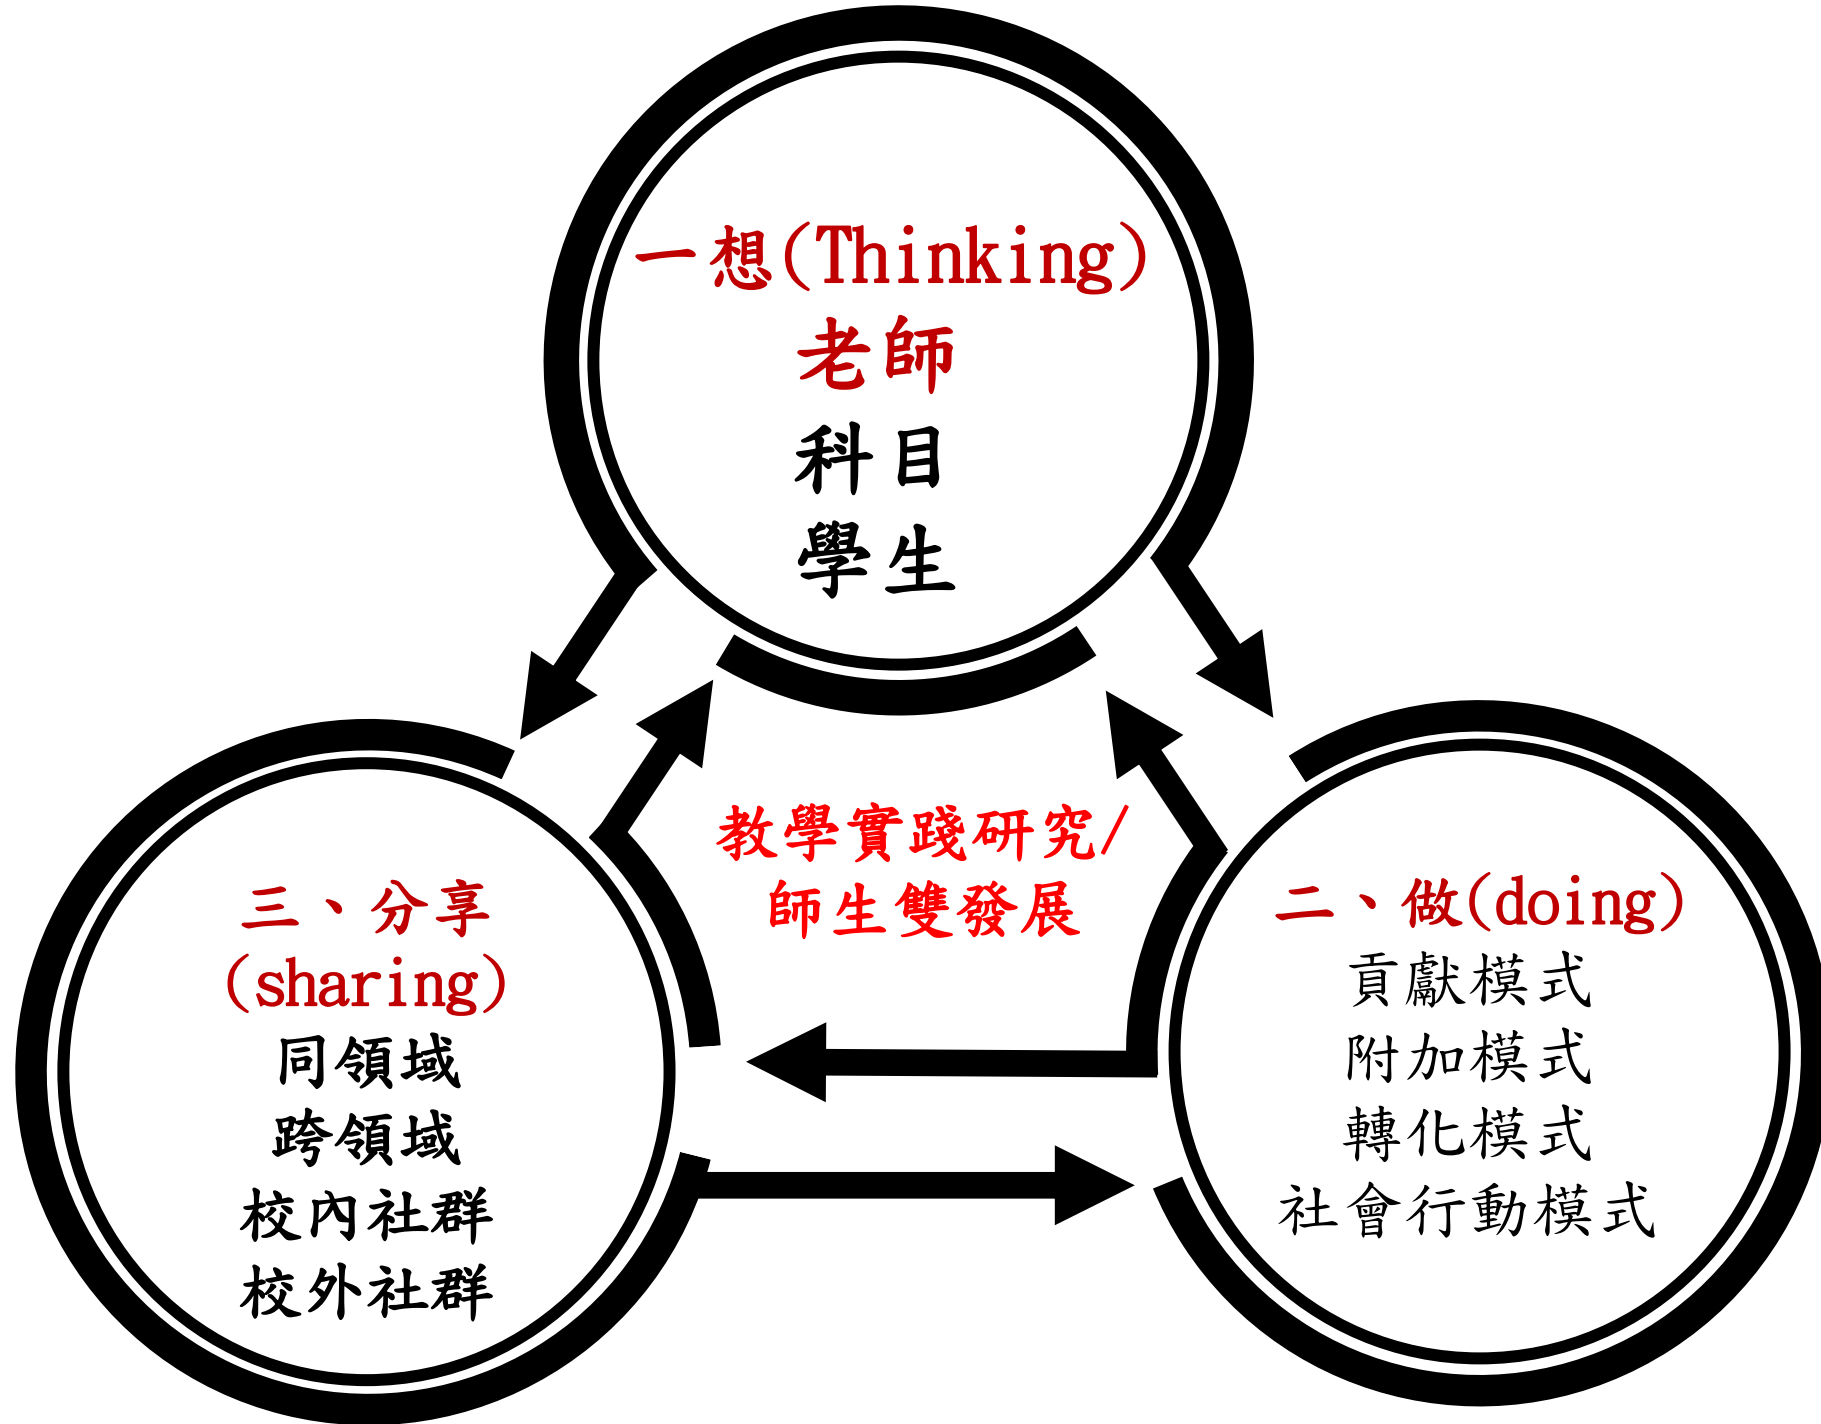 一想(Thinking)
老師
科目
學生
教學實踐研究/
師生雙發展
二、做(doing)
貢獻模式
附加模式
轉化模式
社會行動模式
三、分享
(sharing)
同領域
跨領域
校內社群
校外社群